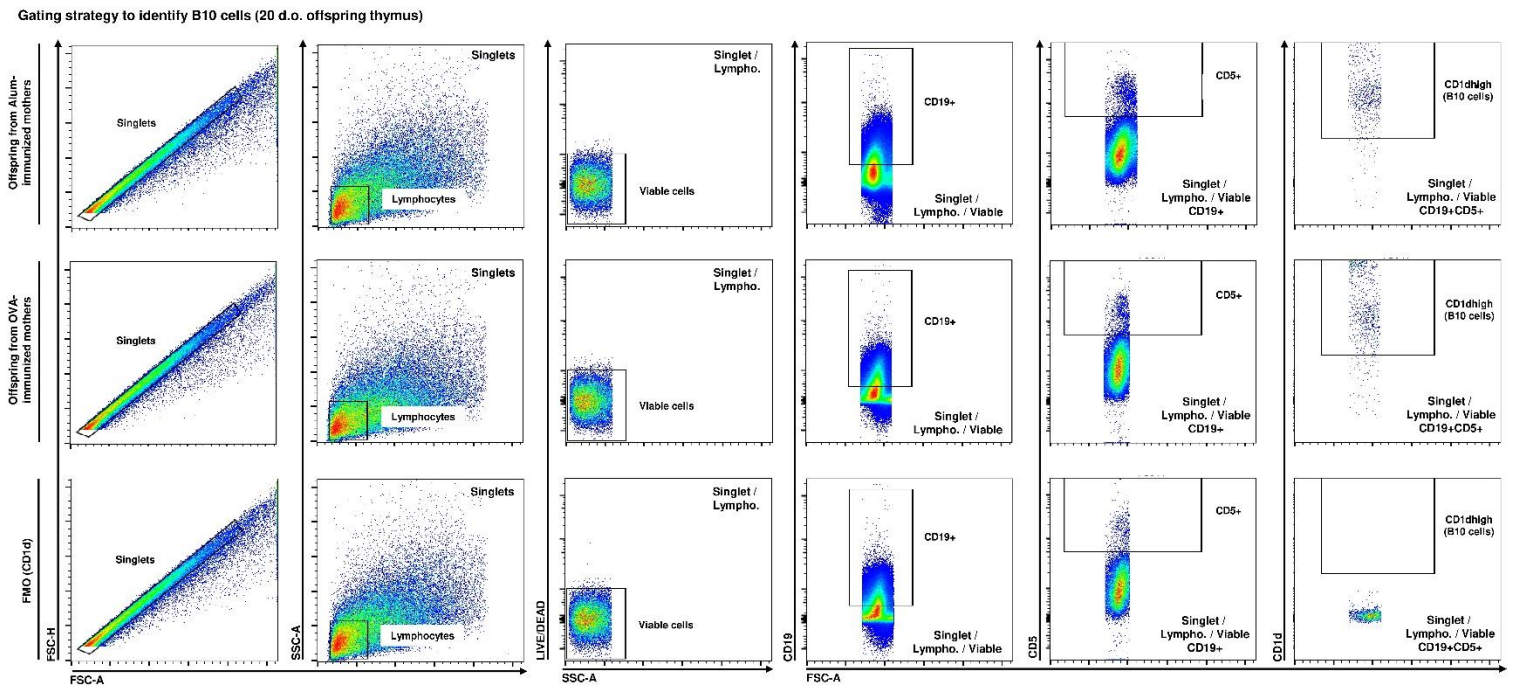 Gating strategy to identify B10 cells (20 d.o. offspring thymus)
Offspring from Alum-
immunized mothers
Singlets
Singlets
Lymphocytes
Singlet /
Lympho.
Viable cells
CD19+
Singlet /
Lympho. / Viable
CD5+
Singlet /
Lympho. / Viable
CD19+
CD1dhigh
(B10 cells)
Singlet /
Lympho. / Viable
CD19+CD5+
Offspring from OVA-
immunized mothers
Singlets
Singlets
Lymphocytes
Singlet /
Lympho.
Viable cells
CD19+
Singlet /
Lympho. / Viable
CD5+
Singlet /
Lympho. / Viable
CD19+
CD1dhigh
(B10 cells)
Singlet /
Lympho. / Viable
CD19+CD5+
FMO (CD1d)
Singlets
Singlets
Lymphocytes
Singlet /
Lympho.
Viable cells
CD19+
Singlet /
Lympho. / Viable
CD5+
Singlet /
Lympho. / Viable
CD19+
CD1dhigh
(B10 cells)
Singlet /
Lympho. / Viable
CD19+CD5+
FSC-H
SSC-A
LIVE/DEAD
CD19
CD5
CD1d
FSC-A
SSC-A
FSC-A